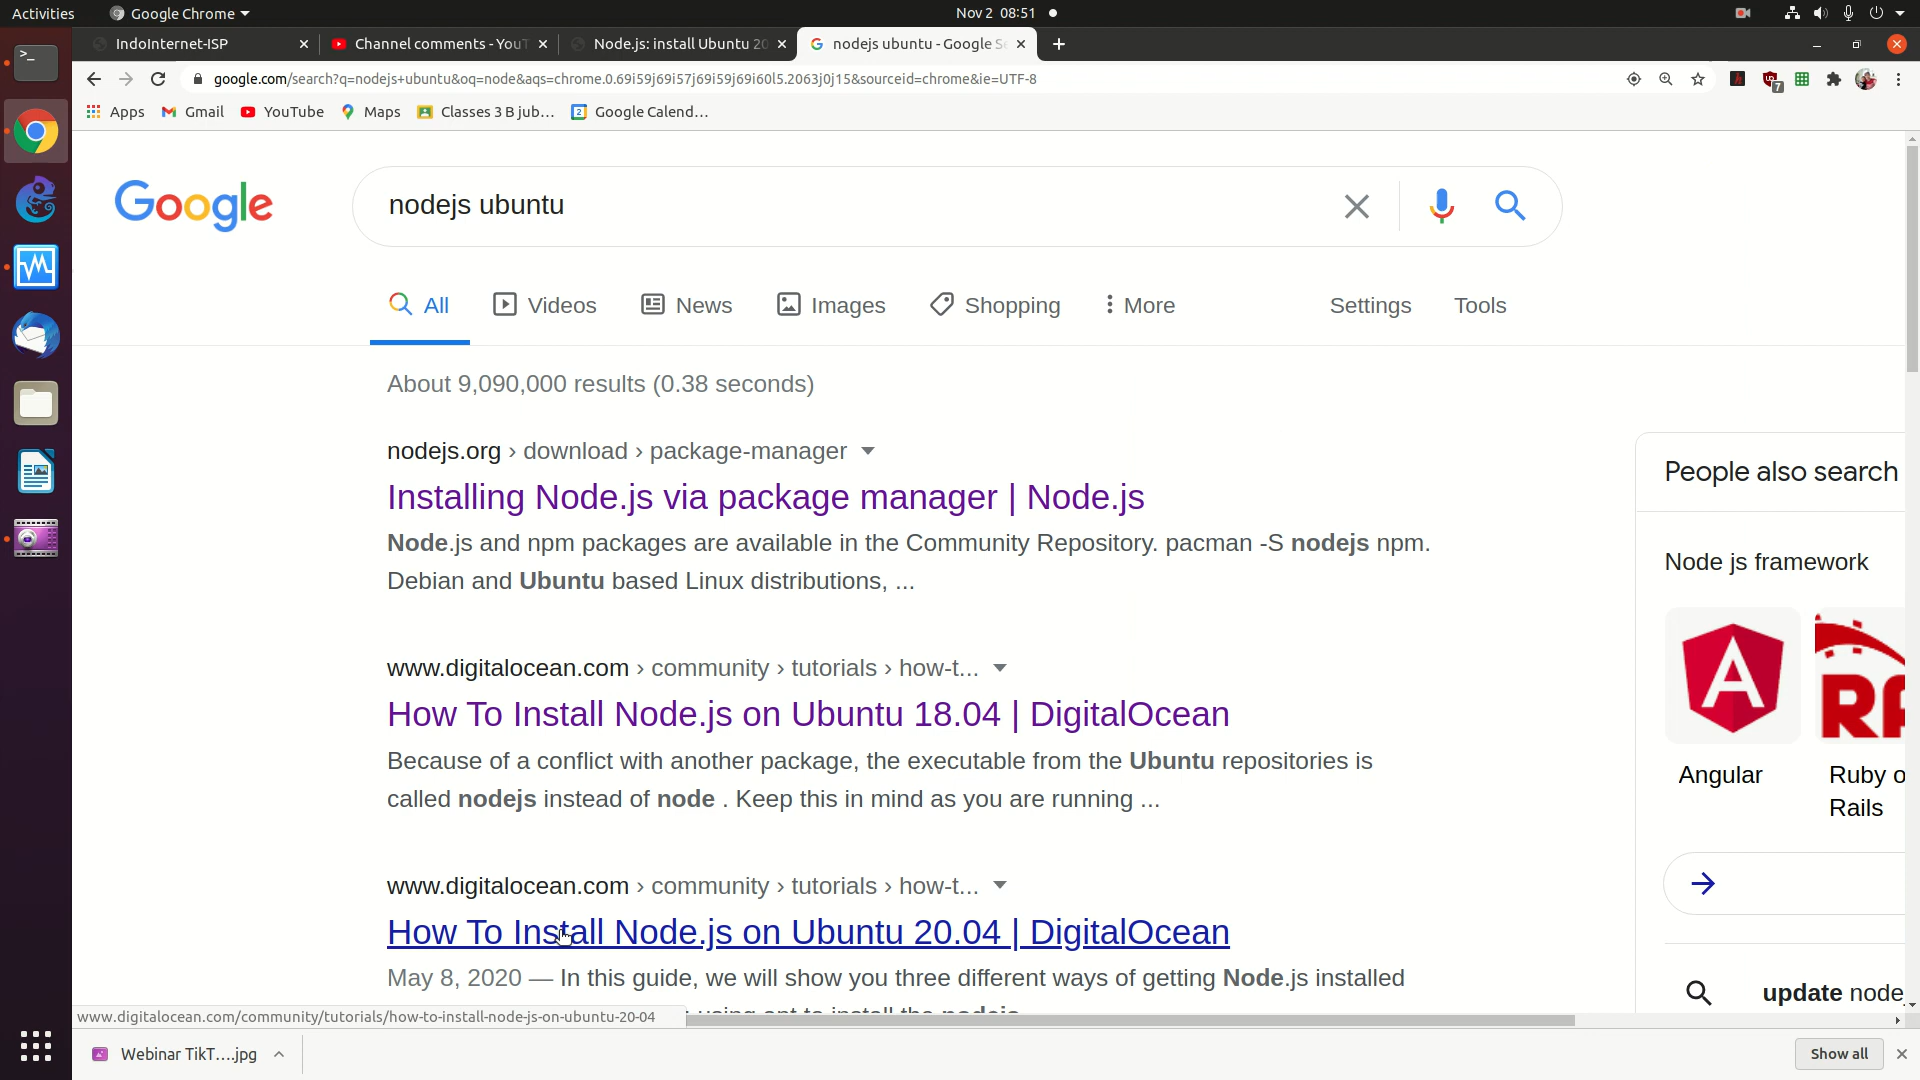 Activities
Google Chrome
Nov 2 08:51
IndoInternet-ISP
Channel comments - YouT
Node.js: install Ubuntu 20
nodejs ubuntu - Google Se
google.com/search?q=nodejs+ubuntu&oq=node&aqs=chrome.0.69i59j69i57j69i59j69i60l5.2063j0j15&sourceid=chrome&ie=UTF-8
7
Apps
Gmail
YouTube
Maps
Classes 3 B jub...
Google Calend...
Google
nodejs ubuntu
All
Videos
News
Images
Shopping
More
Settings
Tools
About 9,090,000 results (0.38 seconds)
nodejs.org › download › package-manager
Installing Node.js via package manager | Node.js
Node.js and npm packages are available in the Community Repository. pacman -S nodejs npm.
Debian and Ubuntu based Linux distributions, ...
www.digitalocean.com › community › tutorials › how-t...
How To Install Node.js on Ubuntu 18.04 | DigitalOcean
Because of a conflict with another package, the executable from the Ubuntu repositories is
called nodejs instead of node . Keep this in mind as you are running ...
www.digitalocean.com › community › tutorials › how-t...
How To Install Node.js on Ubuntu 20.04 | DigitalOcean
May 8, 2020 — In this guide, we will show you three different ways of getting Node.js installed
using apt to install the nodejs
People also search
Node js framework
Angular
Ruby o
Rails
update node
www.digitalocean.com/community/tutorials/how-to-install-node-js-on-ubuntu-20-04
Webinar TikT....jpg
Show all